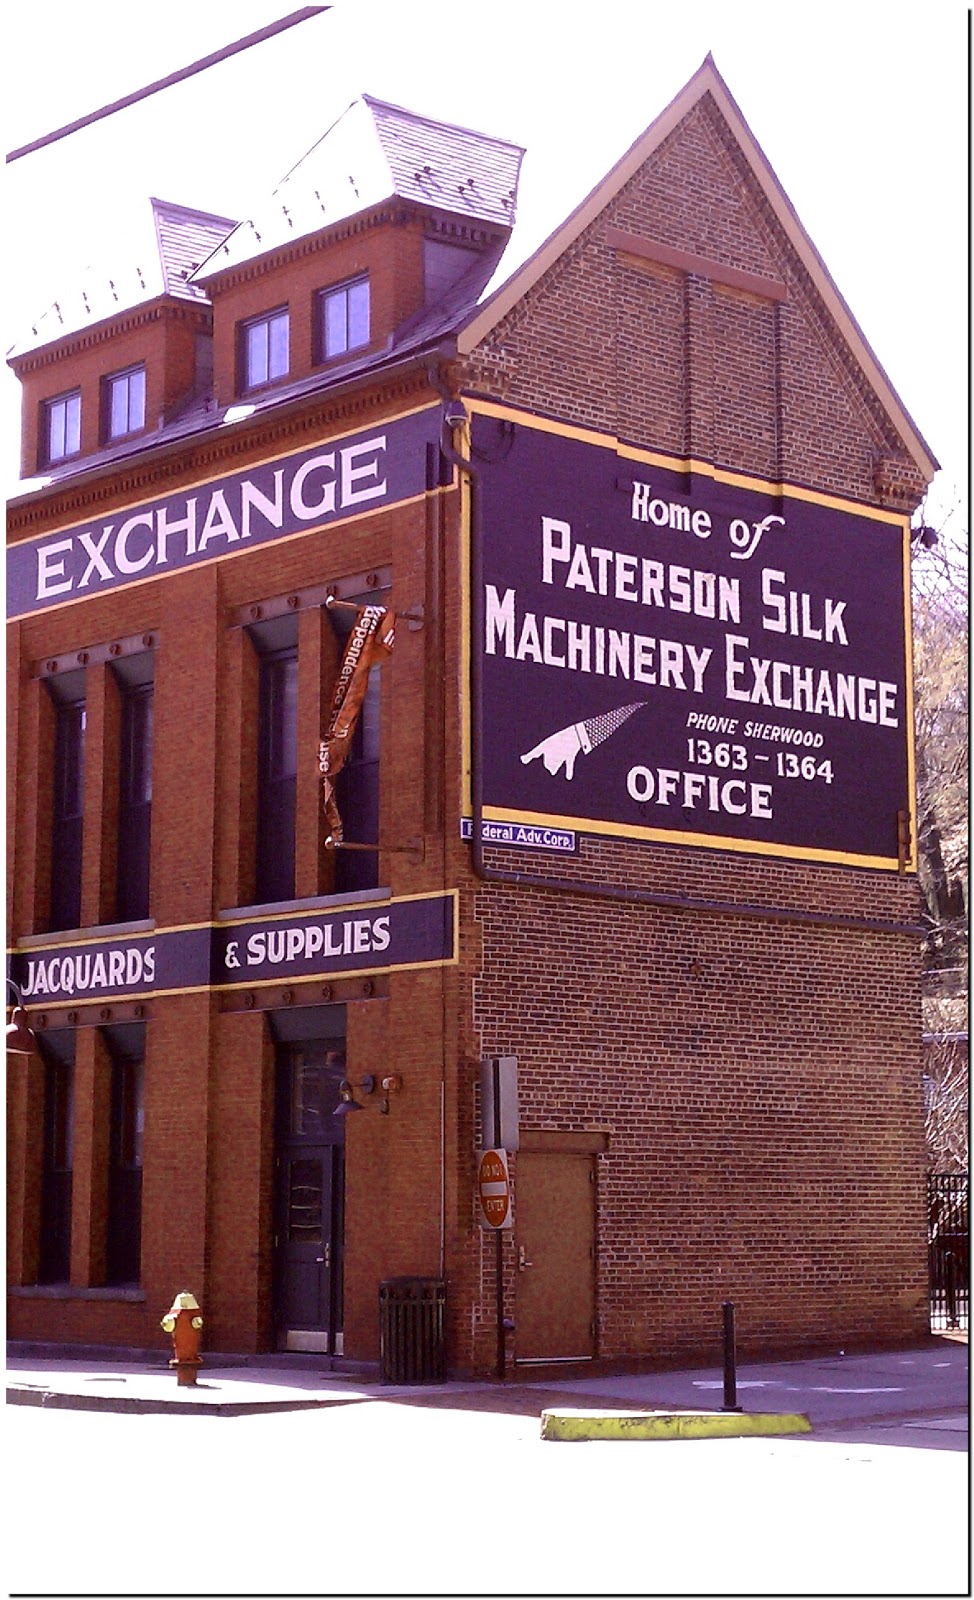 EXCHANGE
Home of
PATERSON SILK
MACHINERY EXCHANGE
PHONE SHERWOOD
1363 - 1364
OFFICE
Federal Adv. Corp.
JACQUARDS & SUPPLIES
DO NOT
ENTER